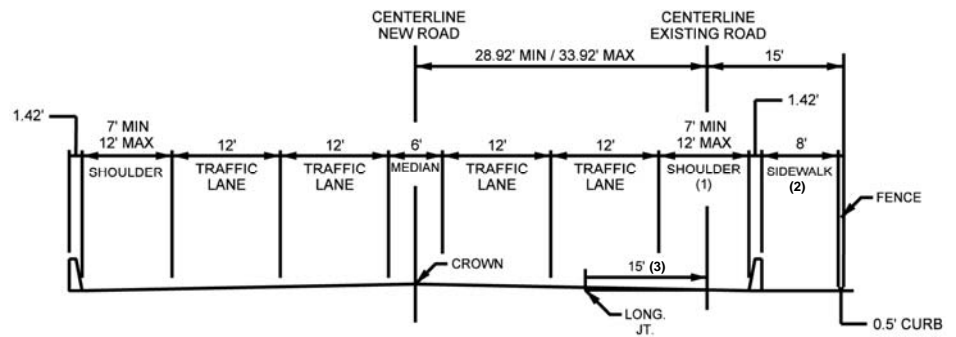 CENTERLINE
NEW ROAD
CENTERLINE
EXISTING ROAD
28.92' MIN / 33.92' MAX
15'
1.42'
7' MIN
12' MAX
12'
12'
6'
12'
12'
7' MIN
12' MAX
1.42'
8'
SHOULDER
TRAFFIC
LANE
TRAFFIC
LANE
MEDIAN
TRAFFIC
LANE
TRAFFIC
LANE
SHOULDER
(1)
SIDEWALK
(2)
FENCE
CROWN
15' (3)
LONG.
JT.
0.5' CURB